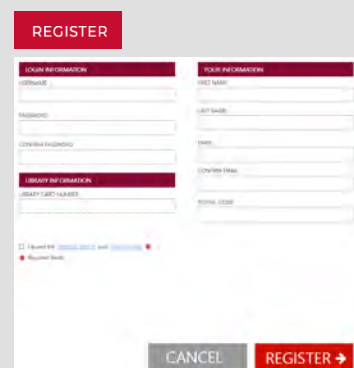 REGISTER
LOGIN INFORMATION
USERNAME
PASSWORD
CONFIRM PASSWORD
LIBRARY INFORMATION
LIBRARY CARD NUMBER
YOUR INFORMATION
FIRST NAME
LAST NAME
EMAIL
CONFIRM EMAIL
POSTAL CODE
Required fields
CANCEL
REGISTER →